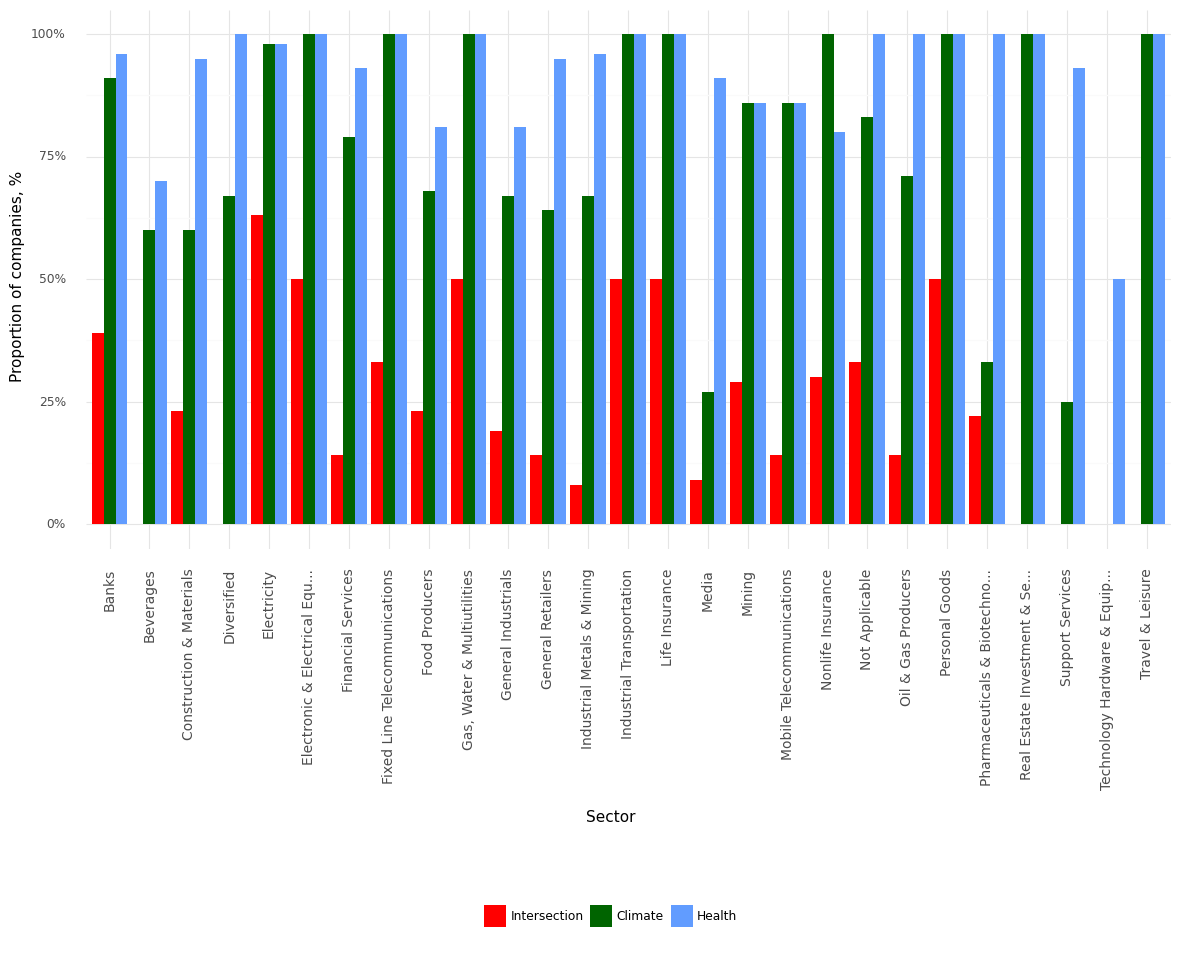 Proportion of companies, %
100%
75%
50%
25%
0%
Banks
Beverages
Construction & Materials
Diversified
Electricity
Electronic & Electrical Equ...
Financial Services
Fixed Line Telecommunications
Food Producers
Gas, Water & Multiutilities
General Industrials
General Retailers
Industrial Metals & Mining
Industrial Transportation
Life Insurance
Media
Mining
Mobile Telecommunications
Nonlife Insurance
Not Applicable
Oil & Gas Producers
Personal Goods
Pharmaceuticals & Biotechno...
Real Estate Investment & Se...
Support Services
Technology Hardware & Equip...
Travel & Leisure
Sector
Intersection Climate Health